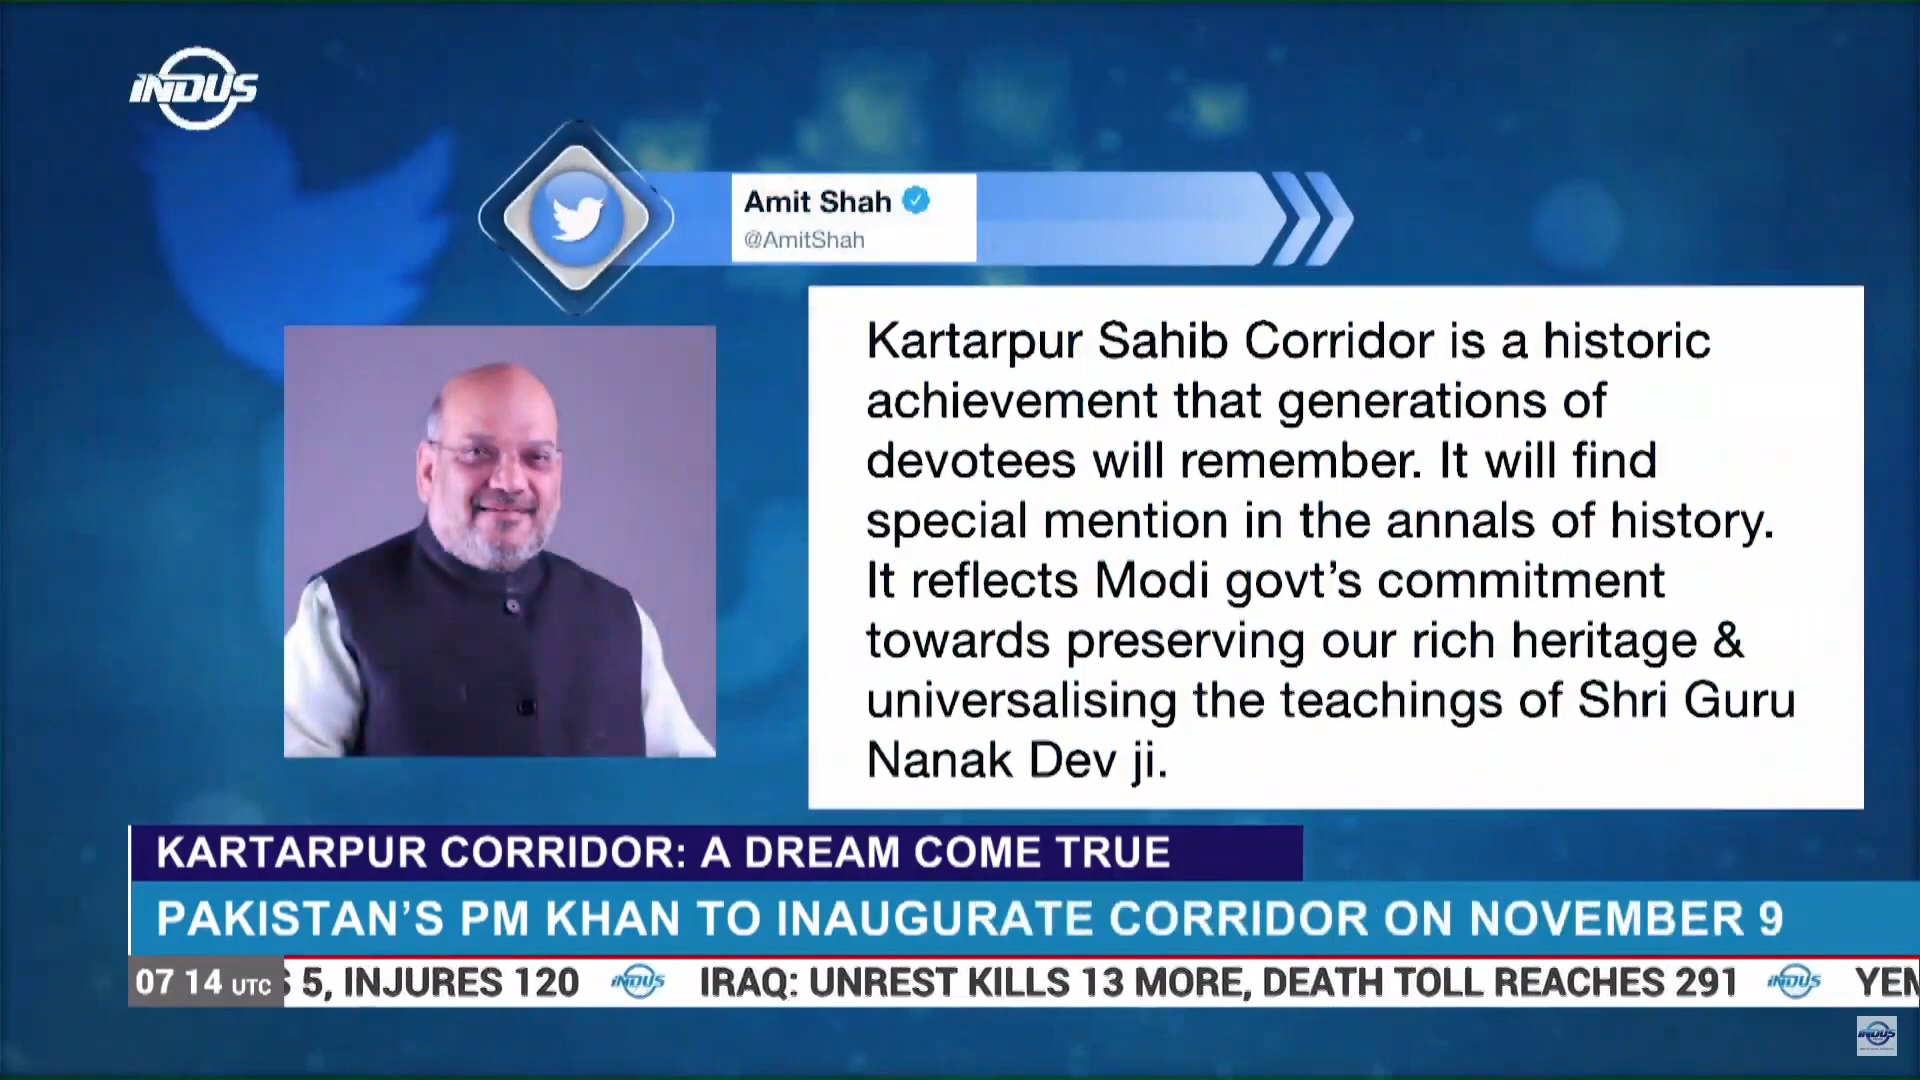 INDUS
Amit Shah
@AmitShah
Kartarpur Sahib Corridor is a historic
achievement that generations of
devotees will remember. It will find
special mention in the annals of history.
It reflects Modi govt’s commitment
towards preserving our rich heritage &
universalising the teachings of Shri Guru
Nanak Dev ji.
KARTARPUR CORRIDOR: A DREAM COME TRUE
PAKISTAN’S PM KHAN TO INAUGURATE CORRIDOR ON NOVEMBER 9
07 14 UTC 5, INJURES 120 INDUS IRAQ: UNREST KILLS 13 MORE, DEATH TOLL REACHES 291 INDUS
INDUS